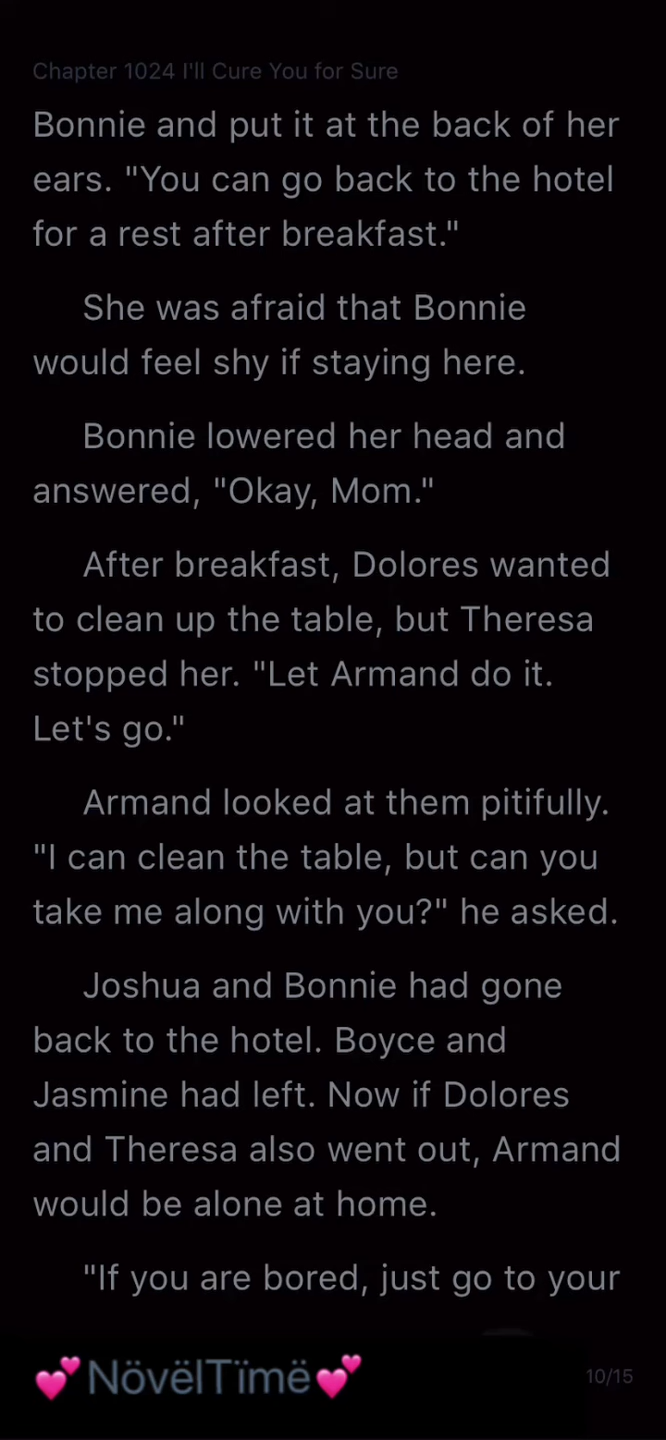 Chapter 1024 I'll Cure You for Sure
Bonnie and put it at the back of her
ears. "You can go back to the hotel
for a rest after breakfast."
She was afraid that Bonnie
would feel shy if staying here.
Bonnie lowered her head and
answered, "Okay, Mom."
After breakfast, Dolores wanted
to clean up the table, but Theresa
stopped her. "Let Armand do it.
Let's go."
Armand looked at them pitifully.
"I can clean the table, but can you
take me along with you?" he asked.
Joshua and Bonnie had gone
back to the hotel. Boyce and
Jasmine had left. Now if Dolores
and Theresa also went out, Armand
would be alone at home.
"If you are bored, just go to your
💕NövëlTïmë💕
10/15